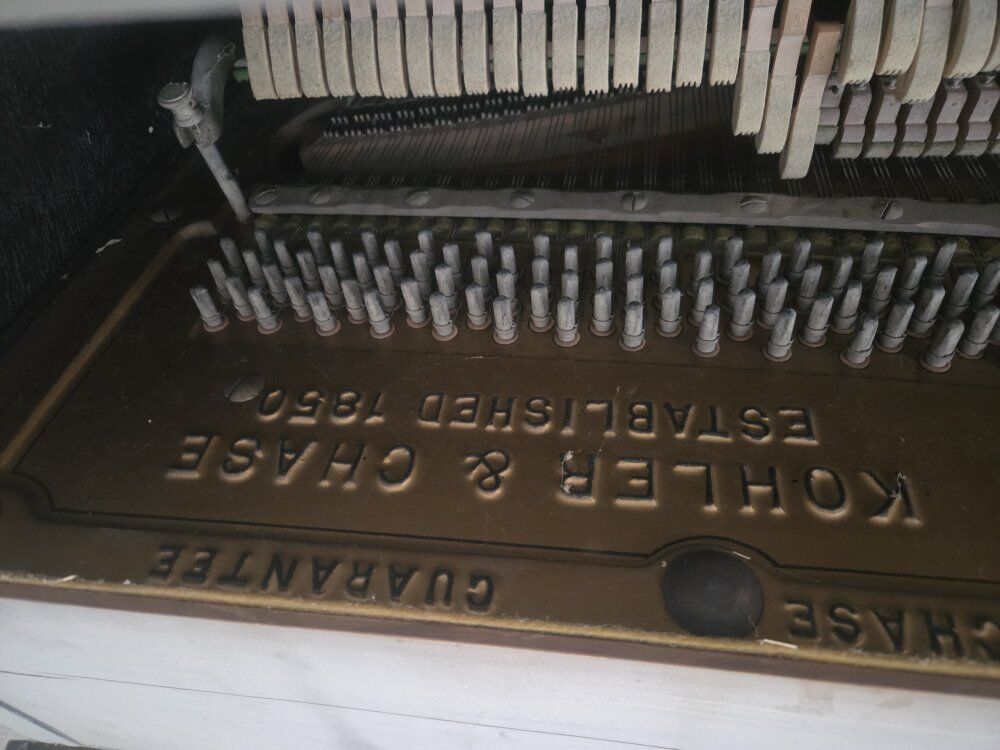 CHASE GUARANTEE
KOHLER & CHASE
ESTABLISHED 1850